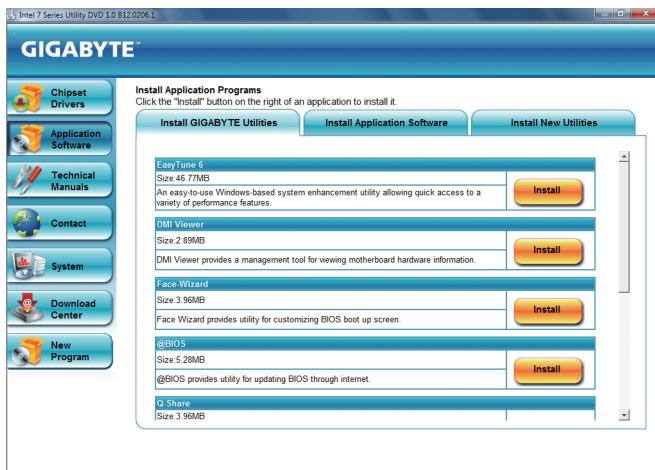 Intel 7 Series Utility DVD 1.0 B12.0206.1
GIGABYTE™
Chipset
Drivers
Application
Software
Technical
Manuals
Contact
System
Download
Center
New
Program
Install Application Programs
Click the "Install" button on the right of an application to install it.
Install GIGABYTE Utilities
Install Application Software
Install New Utilities
EasyTune 6
Size:46.77MB
An easy-to-use Windows-based system enhancement utility allowing quick access to a
variety of performance features.
Install
DMI Viewer
Size:2.89MB
DMI Viewer provides a management tool for viewing motherboard hardware information.
Install
Face-Wizard
Size:3.96MB
Face Wizard provides utility for customizing BIOS boot up screen.
Install
@BIOS
Size:5.28MB
@BIOS provides utility for updating BIOS through internet.
Install
Q-Share
Size:3.96MB